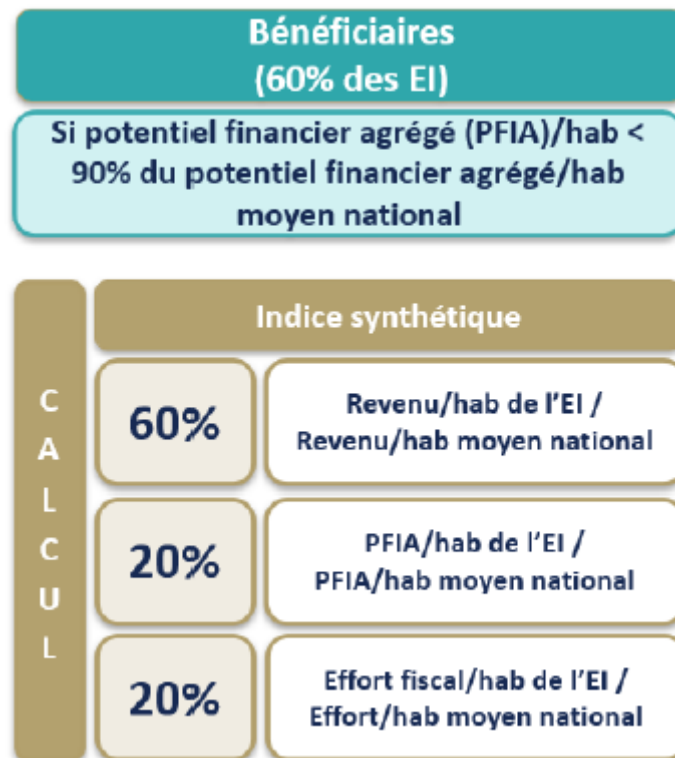 Bénéficiaires
(60% des EI)
Si potentiel financier agrégé (PFIA)/hab <
90% du potentiel financier agrégé/hab
moyen national
CALCUL
Indice synthétique
60%
Revenu/hab de l'EI /
Revenu/hab moyen national
20%
PFIA/hab de l'EI /
PFIA/hab moyen national
20%
Effort fiscal/hab de l'EI /
Effort/hab moyen national